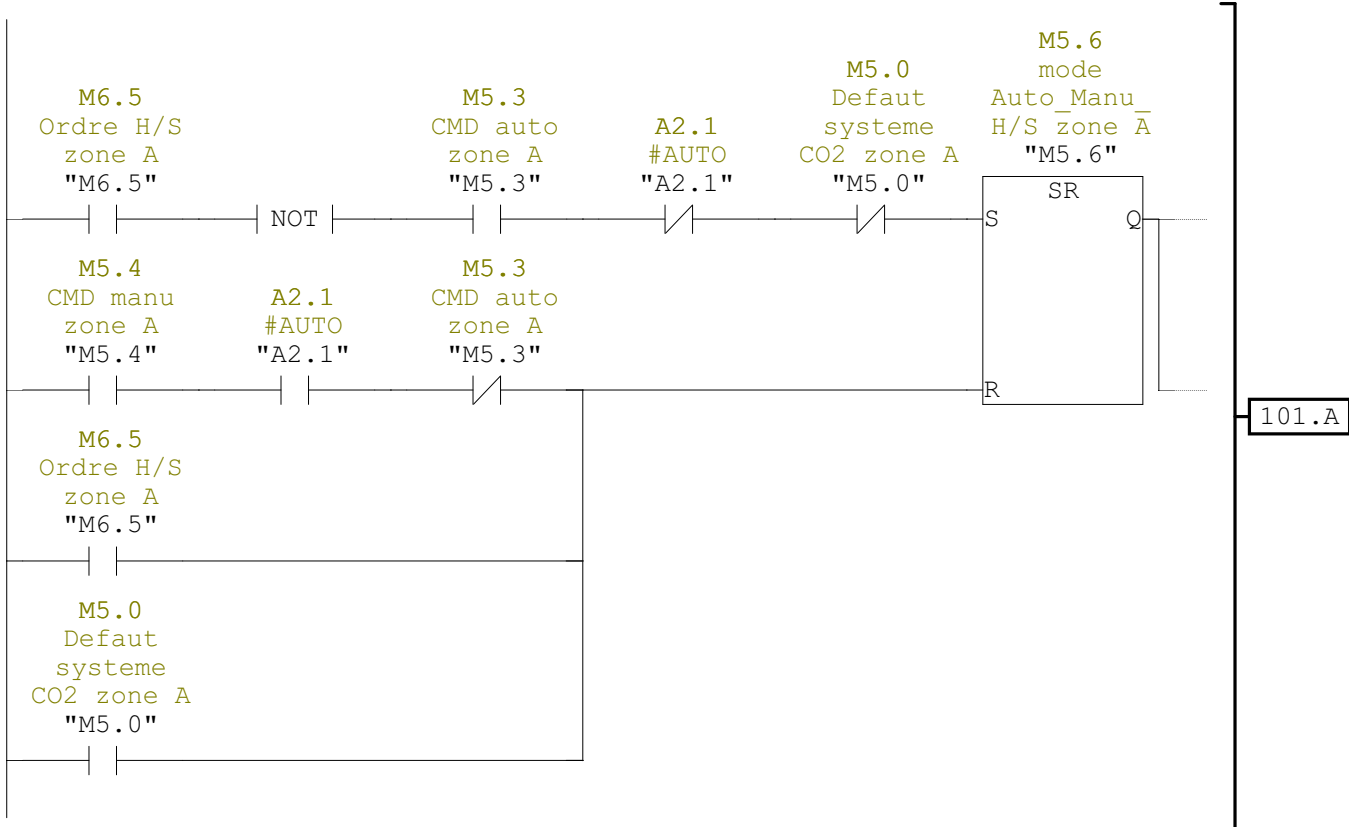 M6.5
Ordre H/S
zone A
"M6.5"
NOT
M5.3
CMD auto
zone A
"M5.3"
A2.1
#AUTO
"A2.1"
M5.0
Defaut
systeme
CO2 zone A
"M5.0"
M5.6
mode
Auto_Manu_
H/S zone A
"M5.6"
SR
S
Q
M5.4
CMD manu
zone A
"M5.4"
A2.1
#AUTO
"A2.1"
M5.3
CMD auto
zone A
"M5.3"
R
101.A
M6.5
Ordre H/S
zone A
"M6.5"
M5.0
Defaut
systeme
CO2 zone A
"M5.0"